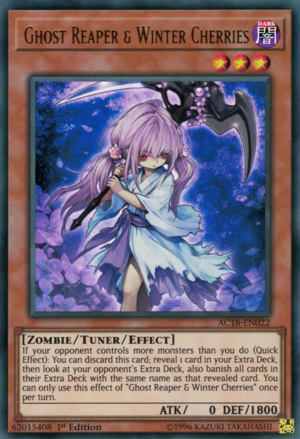 GHOST REAPER & WINTER CHERRIES
DARK
闇
AC18-EN022
[ZOMBIE/TUNER/EFFECT]
If your opponent controls more monsters than you do (Quick
Effect): You can discard this card; reveal 1 card in your Extra Deck,
then look at your opponent's Extra Deck, also banish all cards in
their Extra Deck with the same name as that revealed card. You
can only use this effect of "Ghost Reaper & Winter Cherries" once
per turn.
ATK/ 0 DEF/1800
62015408 1st Edition ©1996 KAZUKI TAKAHASHI